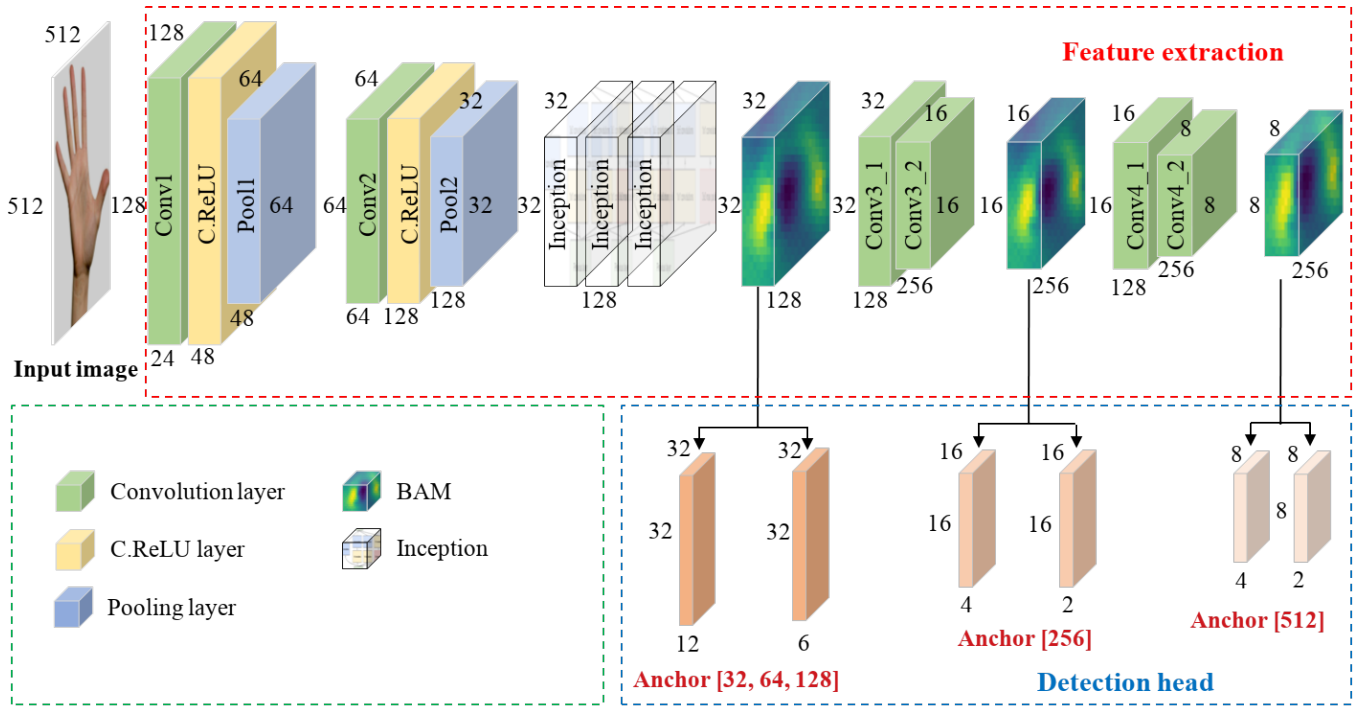 Feature extraction
512
128
64
64
32
32
32
32
16
16
16
8
8
512
128
Conv1
C.ReLU
Pool1
64
64
Conv2
C.ReLU
Pool2
32
32
Inception
Inception
Inception
32
32
Conv3_1
Conv3_2
16
16
16
Conv4_1
Conv4_2
8
8
24
48
48
64
128
128
128
128
128
256
256
128
256
256
Input image
Convolution layer
C.ReLU layer
Pooling layer
BAM
Inception
32
32
32
32
12
6
Anchor [32, 64, 128]
16
16
16
16
4
2
Anchor [256]
8
8
8
4
2
Anchor [512]
Detection head